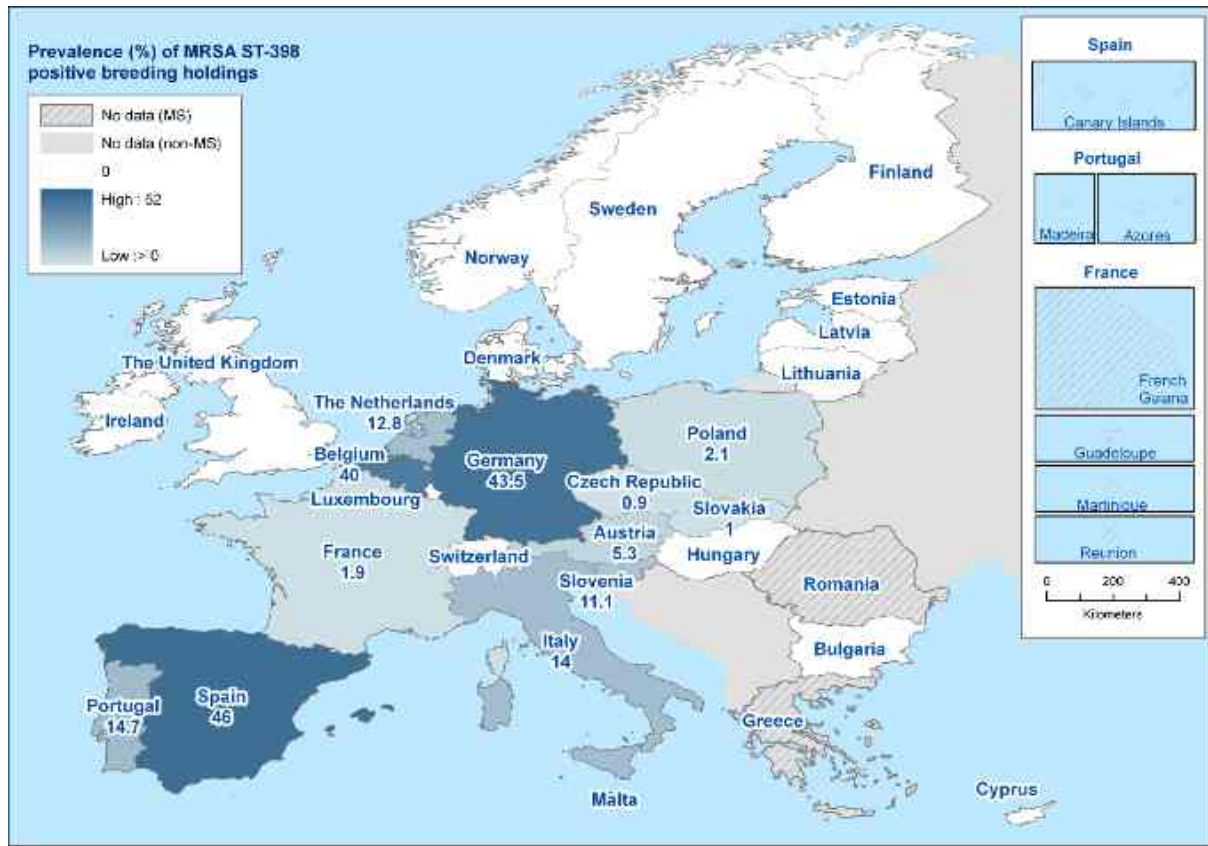 Prevalence (%) of MRSA ST-398
positive breeding holdings
No data (MS)
No data (non-MS)
0
High : 52
Low :> 0
Finland
Sweden
Norway
Estonia
Latvia
Lithuania
Denmark
The United Kingdom
Ireland
The Netherlands
12.8
Belgium
40
Luxembourg
Germany
43.5
Poland
2.1
Czech Republic
0.9
Slovakia
1
Austria
5.3
Hungary
Switzerland
France
1.9
Slovenia
11.1
Romania
Italy
14
Bulgaria
Portugal
14.7
Spain
46
Greece
Malta
Cyprus
Spain
Canary Islands
Portugal
Madeira
Azores
France
French
Guiana
Guadeloupe
Martinique
Reunion
0 200 400
Kilometers